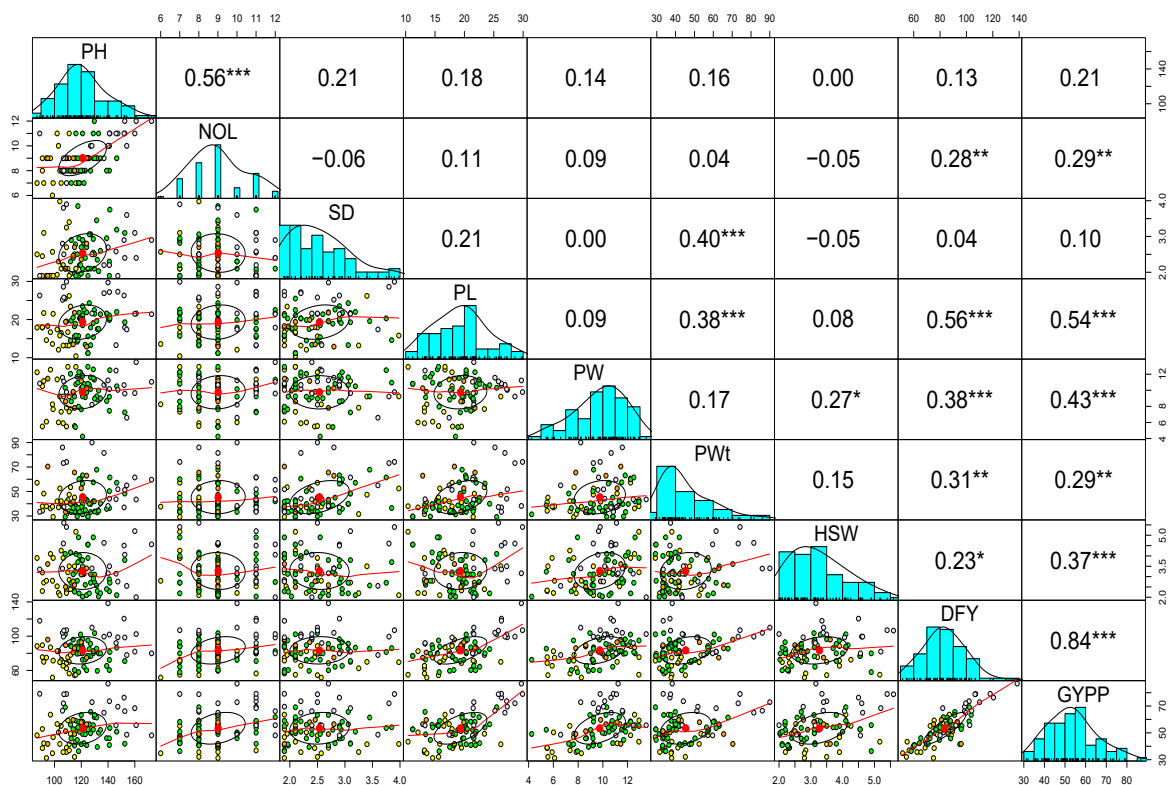 6 7 8 9 10 11 12 10 15 20 25 30 30 40 50 60 70 80 90 60 80 100 120 140
PH 0.56*** 0.21 0.18 0.14 0.16 0.00 0.13 0.21
100 140
6 8 10 12
NOL −0.06 0.11 0.09 0.04 −0.05 0.28** 0.29**
SD 0.21 0.00 0.40*** −0.05 0.04 0.10
2.0 3.0 4.0
10 20 30
PL 0.09 0.38*** 0.08 0.56*** 0.54***
PW 0.17 0.27* 0.38*** 0.43***
4 6 8 12
30 50 70 90
PWt 0.15 0.31** 0.29**
HSW 0.23* 0.37***
2.0 3.5 5.0
60 100 140
DFY 0.84***
GYPP
30 50 70
100 120 140 160 2.0 2.5 3.0 3.5 4.0 4 6 8 10 12 2.0 3.0 4.0 5.0 30 40 50 60 70 80